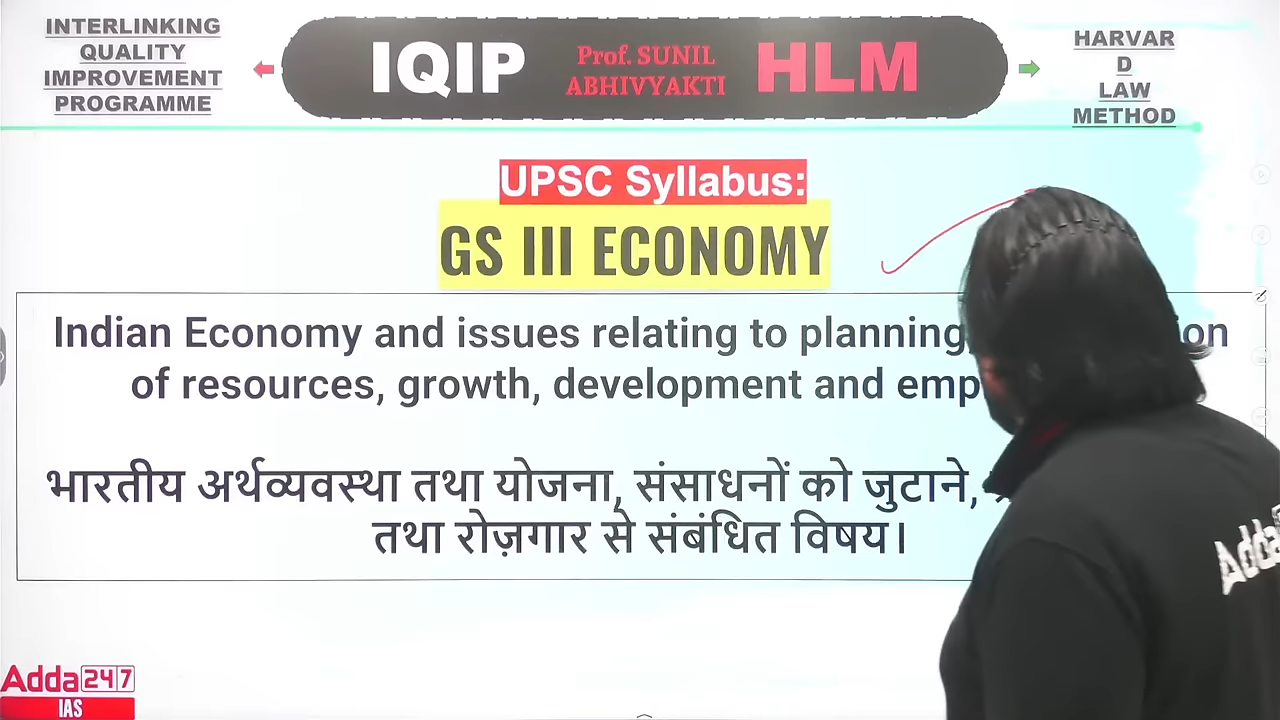 INTERLINKING
QUALITY
IMPROVEMENT
PROGRAMME
IQIP
Prof. SUNIL
ABHIVYAKTI
HLM
HARVAR
D
LAW
METHOD
UPSC Syllabus:
GS III ECONOMY
Indian Economy and issues relating to planning,
of resources, growth, development and
भारतीय अर्थव्यवस्था तथा योजना, संसाधनों को जुटाने,
तथा रोज़गार से संबंधित विषय।
Adda247
IAS
Adda